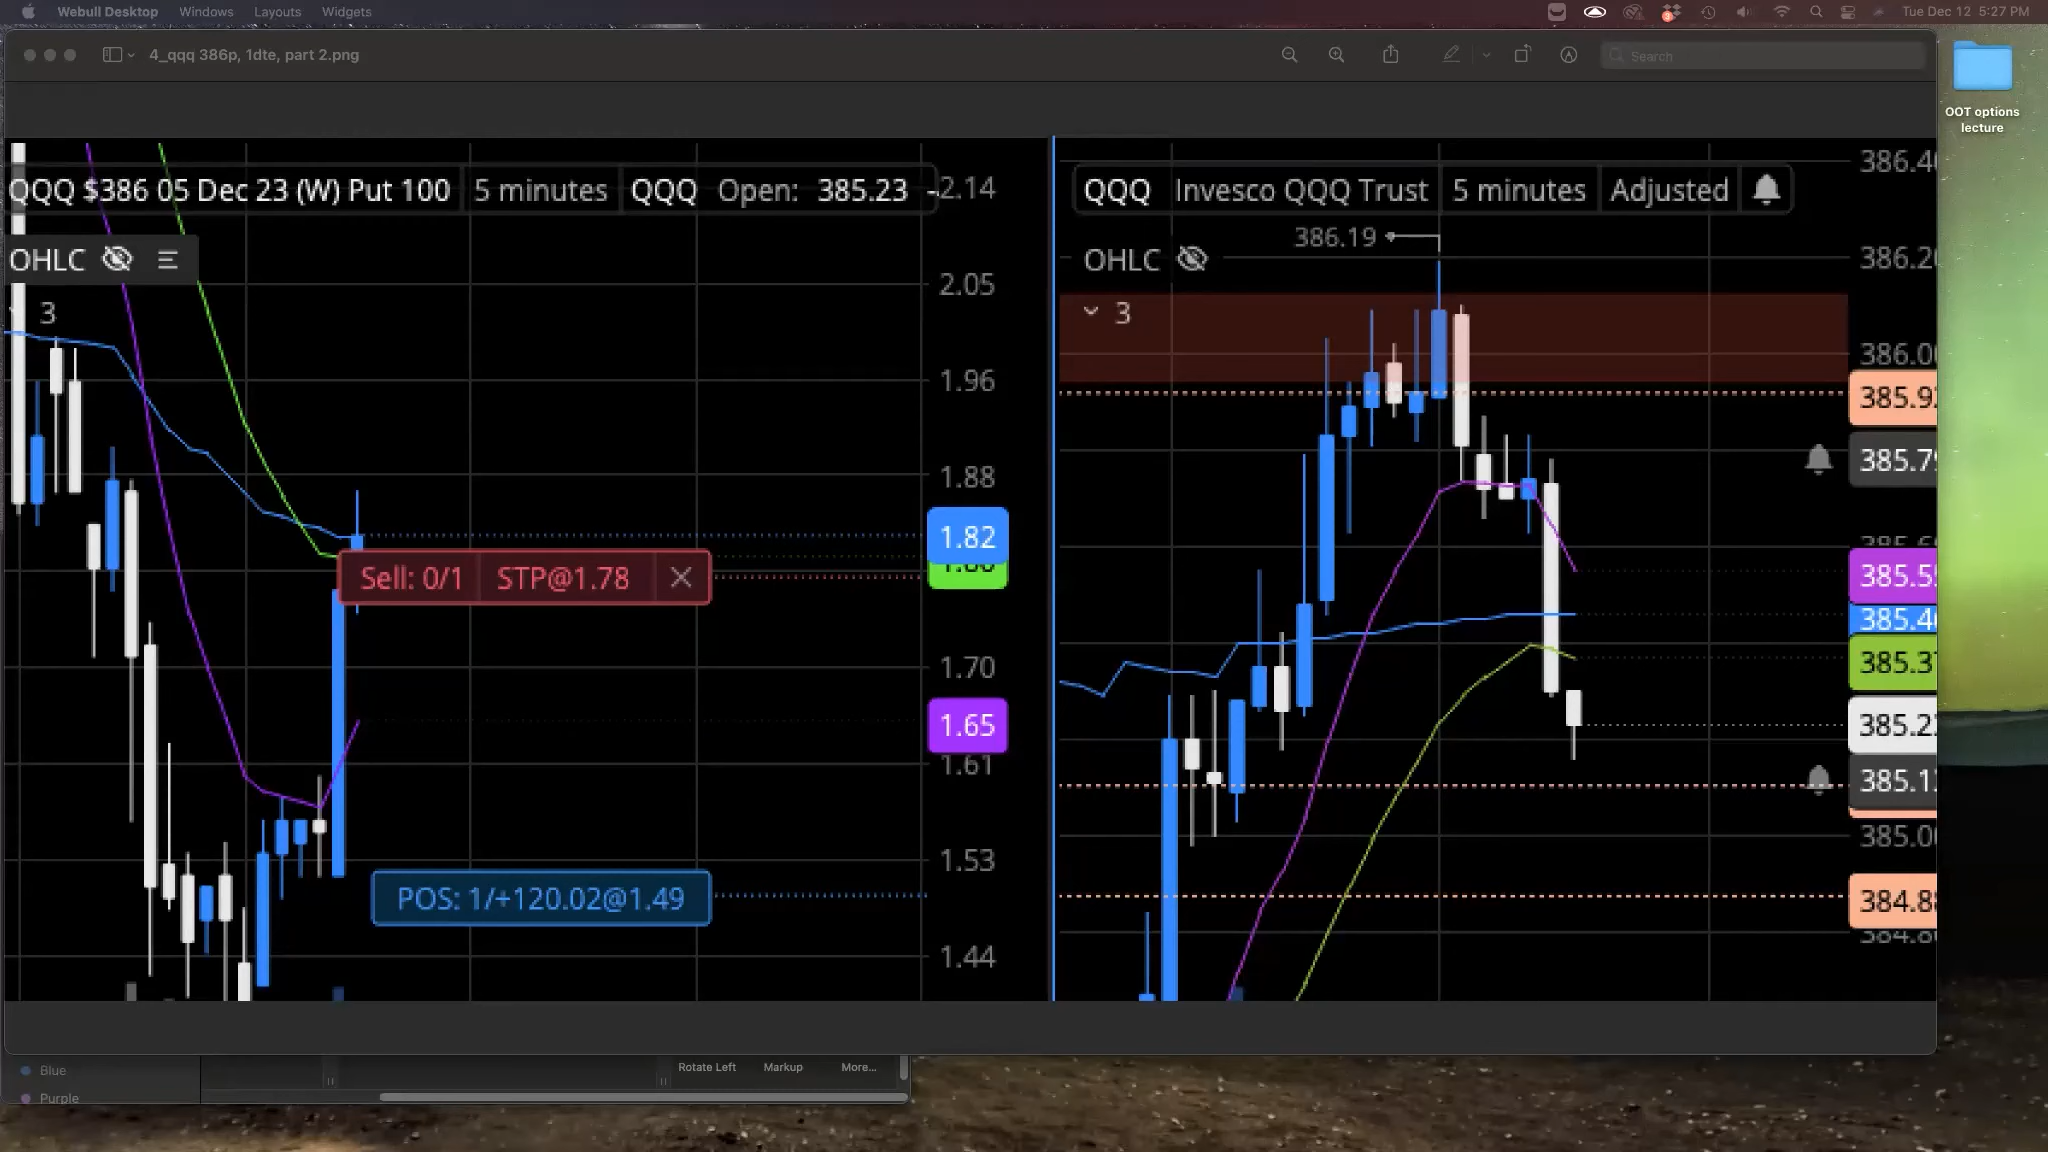 Webull Desktop Windows Layouts Widgets
Tue Dec 12 5:27 PM
4_qqq 386p, 1dte, part 2.png
Search
OOT options
lecture
QQQ $386 05 Dec 23 (W) Put 100 5 minutes QQQ Open: 385.23
OHLC
3
2.14
2.05
1.96
1.88
1.82
Sell: 0/1 STP@1.78
1.70
1.65
1.61
1.53
POS: 1/+120.02@1.49
1.44
QQQ Invesco QQQ Trust 5 minutes Adjusted
386.19
OHLC
3
385.13
385.00
Blue
Purple
Rotate Left Markup More...